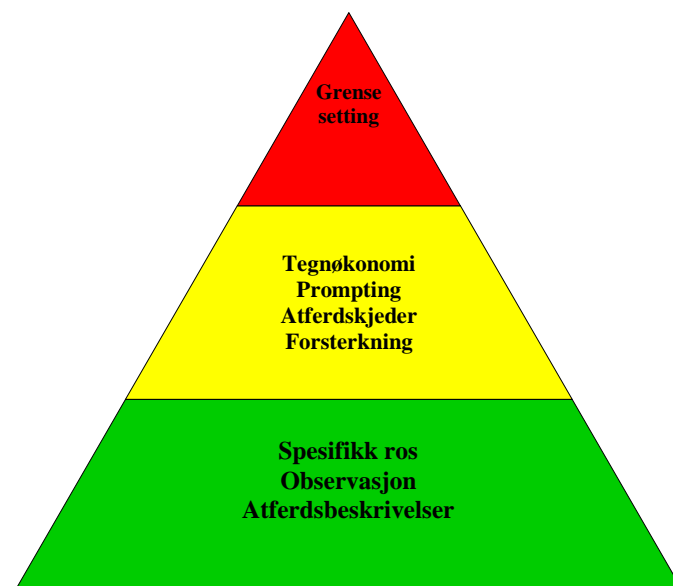 Grense
setting
Tegnøkonomi
Prompting
Atferdskjeder
Forsterkning
Spesifikk ros
Observasjon
Atferdsbeskrivelser